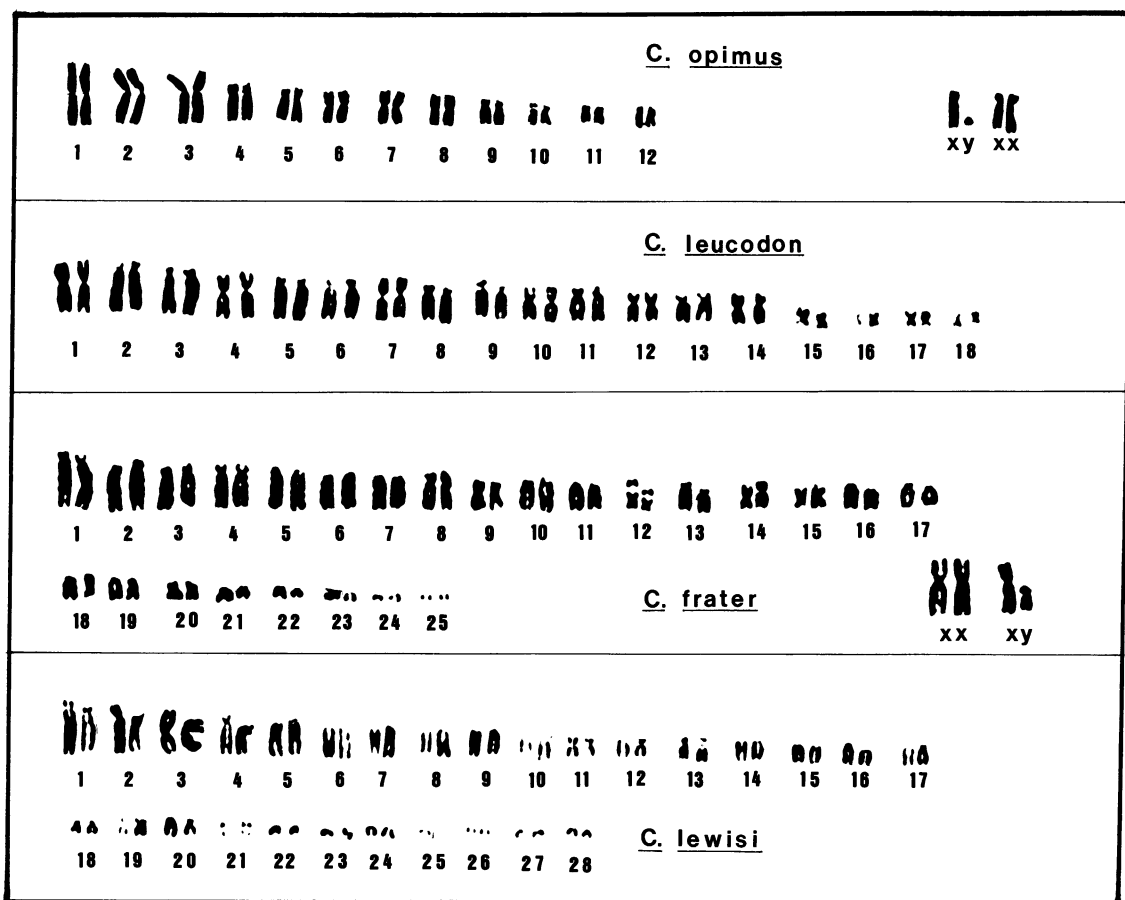 C. opimus
xy xx
1 2 3 4 5 6 7 8 9 10 11 12
C. leucodon
1 2 3 4 5 6 7 8 9 10 11 12 13 14 15 16 17 18
1 2 3 4 5 6 7 8 9 10 11 12 13 14 15 16 17
18 19 20 21 22 23 24 25
C. frater
xx xy
1 2 3 4 5 6 7 8 9 10 11 12 13 14 15 16 17
18 19 20 21 22 23 24 25 26 27 28
C. lewisi